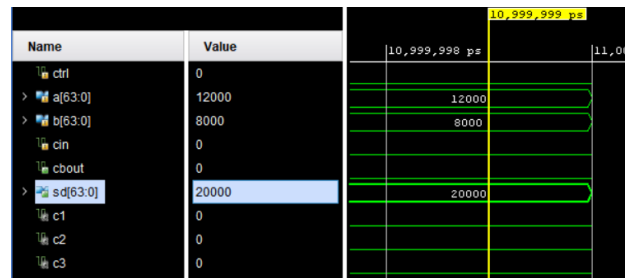 10,999,999 ps
Name Value
10,999,998 ps 11,00
ctrl 0
a[63:0] 12000 12000
b[63:0] 8000 8000
cin 0
cbout 0
sd[63:0] 20000 20000
c1 0
c2 0
c3 0